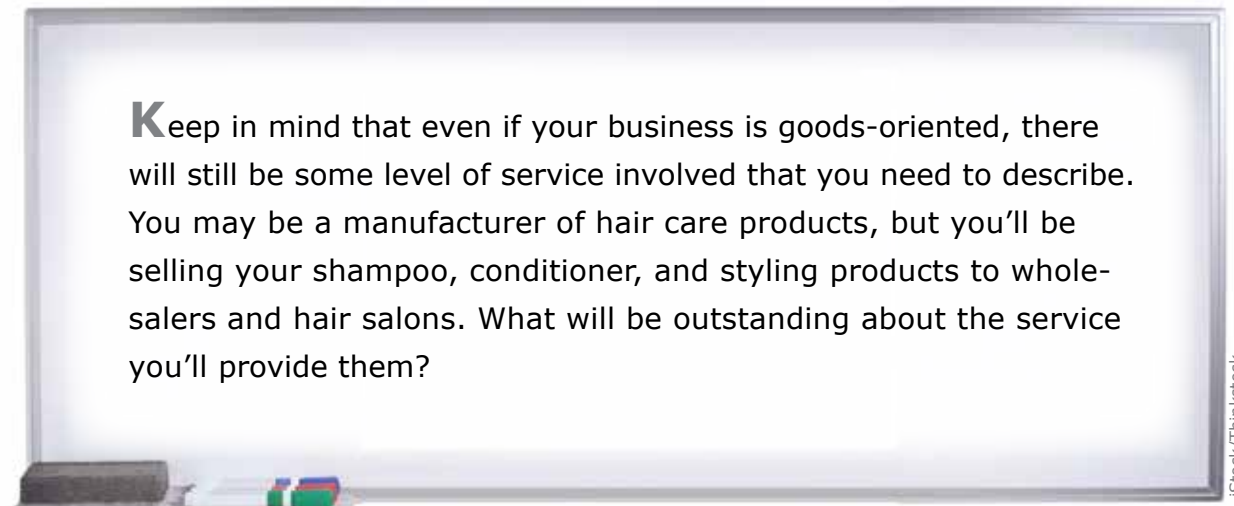 Keep in mind that even if your business is goods-oriented, there
will still be some level of service involved that you need to describe.
You may be a manufacturer of hair care products, but you’ll be
selling your shampoo, conditioner, and styling products to whole-
salers and hair salons. What will be outstanding about the service
you’ll provide them?
iStock/Thinkstock